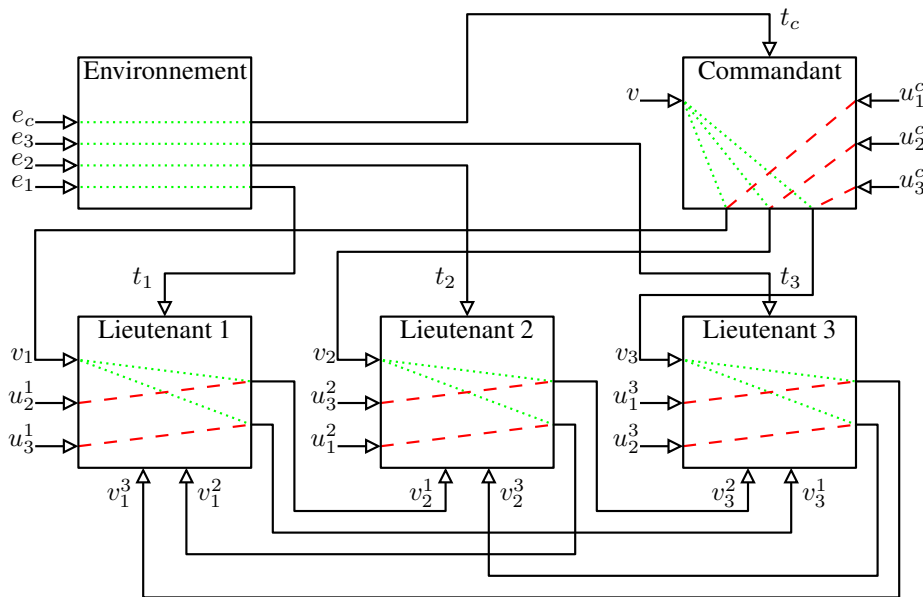 t_c
Environnement
Commandant
e_c
e_3
e_2
e_1
v
u_1^c
u_2^c
u_3^c
t_1
t_2
t_3
Lieutenant 1
Lieutenant 2
Lieutenant 3
v_1
u_2^1
u_3^1
v_2
u_3^2
u_1^2
v_3
u_1^3
u_2^3
v_1^3
v_1^2
v_2^1
v_2^3
v_3^2
v_3^1